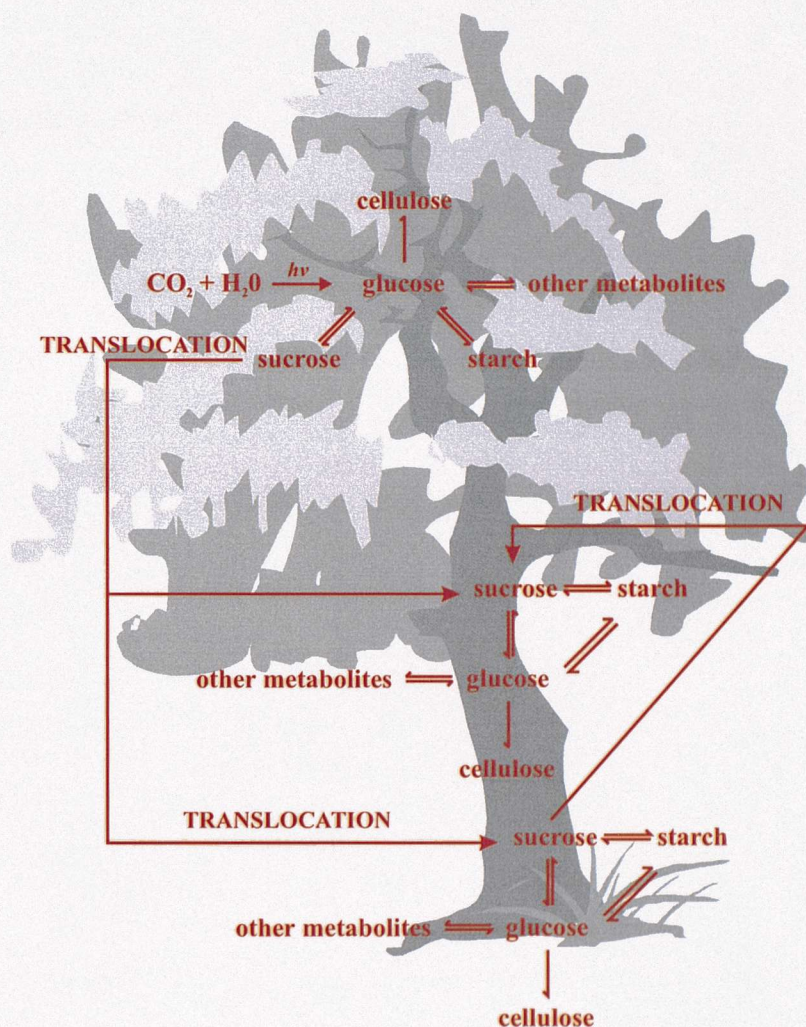 cellulose
CO₂ + H₂0 hν glucose other metabolites
TRANSLOCATION sucrose starch
TRANSLOCATION
sucrose starch
other metabolites glucose
cellulose
TRANSLOCATION sucrose starch
other metabolites glucose
cellulose